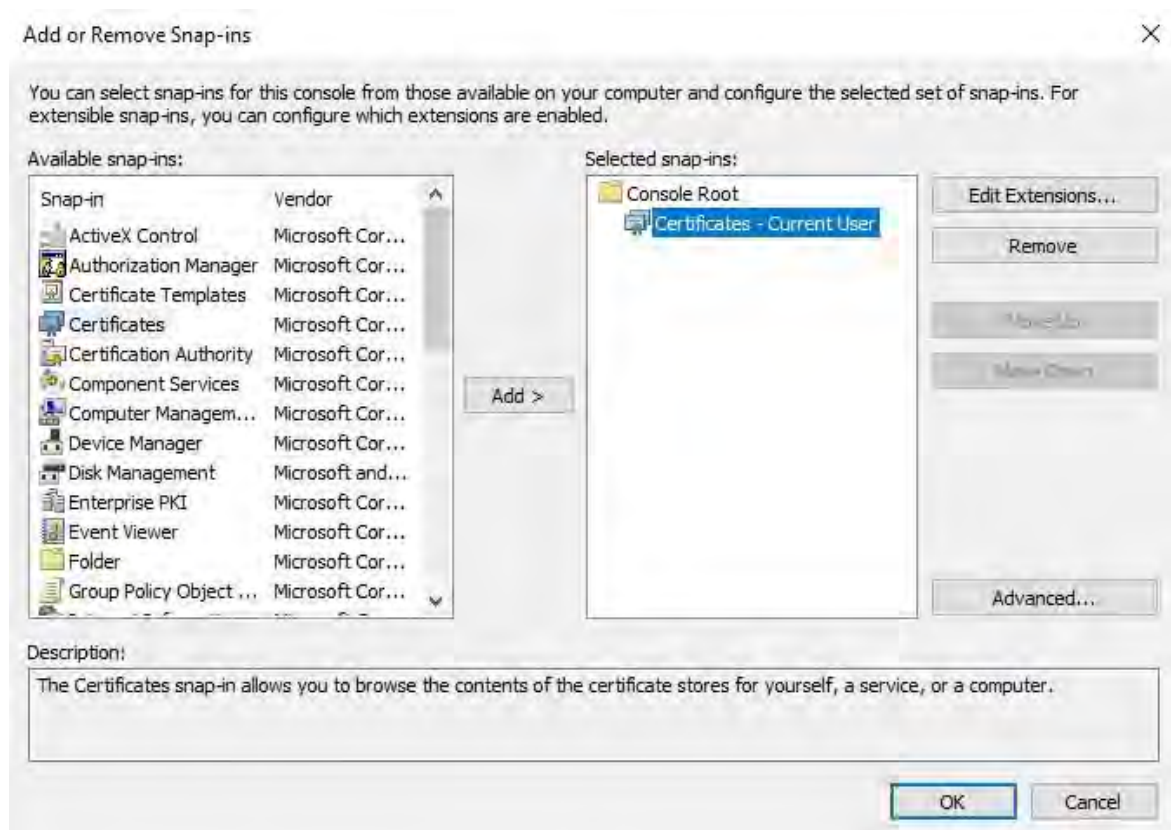 Add or Remove Snap-ins
You can select snap-ins for this console from those available on your computer and configure the selected set of snap-ins. For
extensible snap-ins, you can configure which extensions are enabled.
Available snap-ins:
Selected snap-ins:
Snap-in Vendor
ActiveX Control Microsoft Cor...
Authorization Manager Microsoft Cor...
Certificate Templates Microsoft Cor...
Certificates Microsoft Cor...
Certification Authority Microsoft Cor...
Component Services Microsoft Cor...
Computer Managem... Microsoft Cor...
Device Manager Microsoft Cor...
Disk Management Microsoft and...
Enterprise PKI Microsoft Cor...
Event Viewer Microsoft Cor...
Folder Microsoft Cor...
Group Policy Object ... Microsoft Cor...
Add >
Console Root
Certificates - Current User
Edit Extensions...
Remove
Move Up
Move Down
Advanced...
Description:
The Certificates snap-in allows you to browse the contents of the certificate stores for yourself, a service, or a computer.
OK Cancel